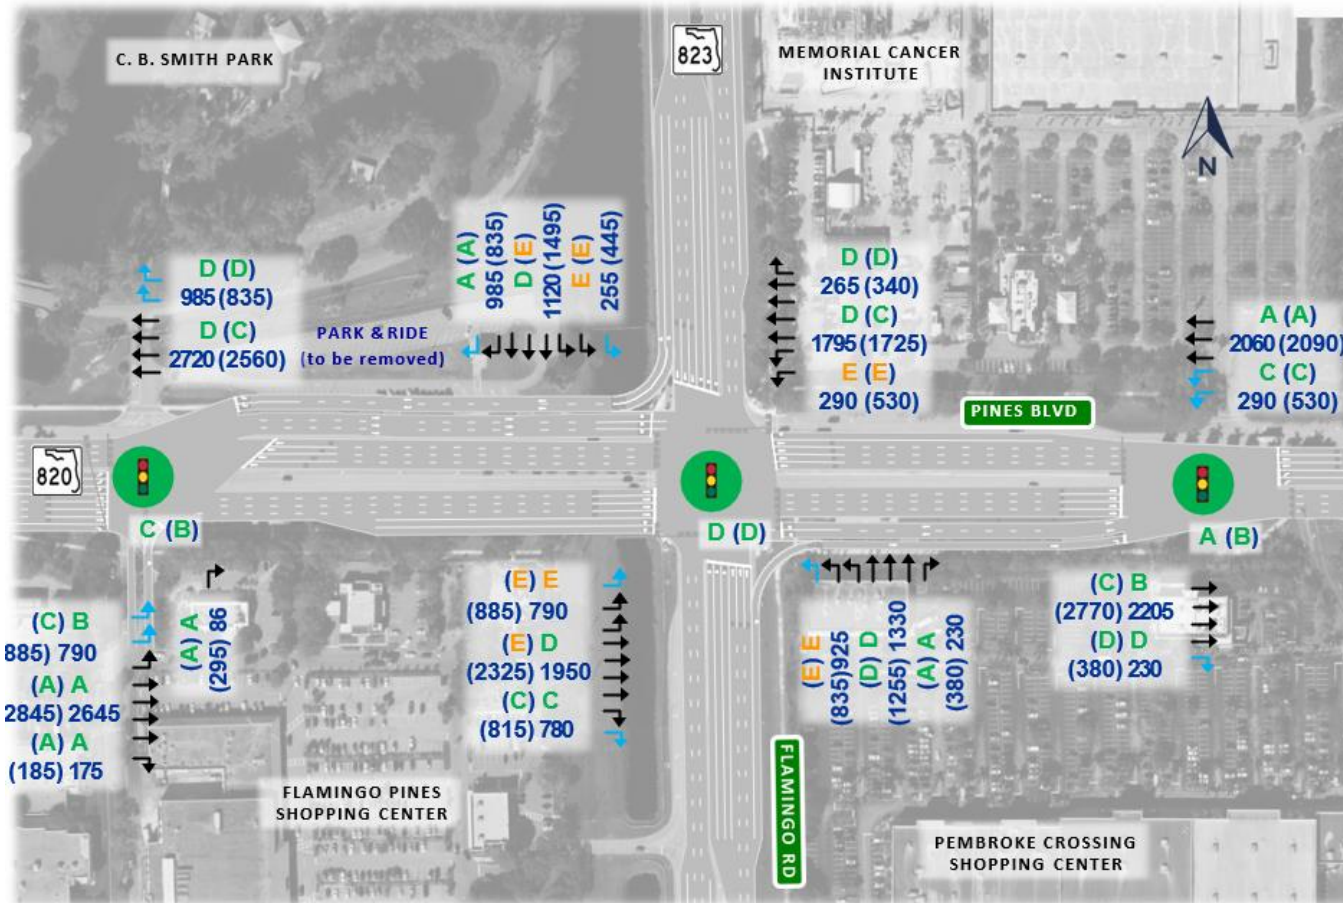 C. B. SMITH PARK
823
MEMORIAL CANCER
INSTITUTE
N
D (D)
985 (835)
D (C)
2720 (2560)
PARK & RIDE
(to be removed)
A (A)
985 (835)
D (E)
1120 (1495)
E (E)
255 (445)
D (D)
265 (340)
D (C)
1795 (1725)
E (E)
290 (530)
A (A)
2060 (2090)
C (C)
290 (530)
PINES BLVD
820
C (B)
D (D)
A (B)
(C) B
885) 790
(A) A
2845) 2645
(A) A
(185) 175
(A) A
(295) 86
(E) E
(885) 790
(E) D
(2325) 1950
(C) C
(815) 780
(E) E
(835)925
(D) D
(1255) 1330
(A) A
(380) 230
(C) B
(2770) 2205
(D) D
(380) 230
FLAMINGO RD
FLAMINGO PINES
SHOPPING CENTER
PEMBROKE CROSSING
SHOPPING CENTER